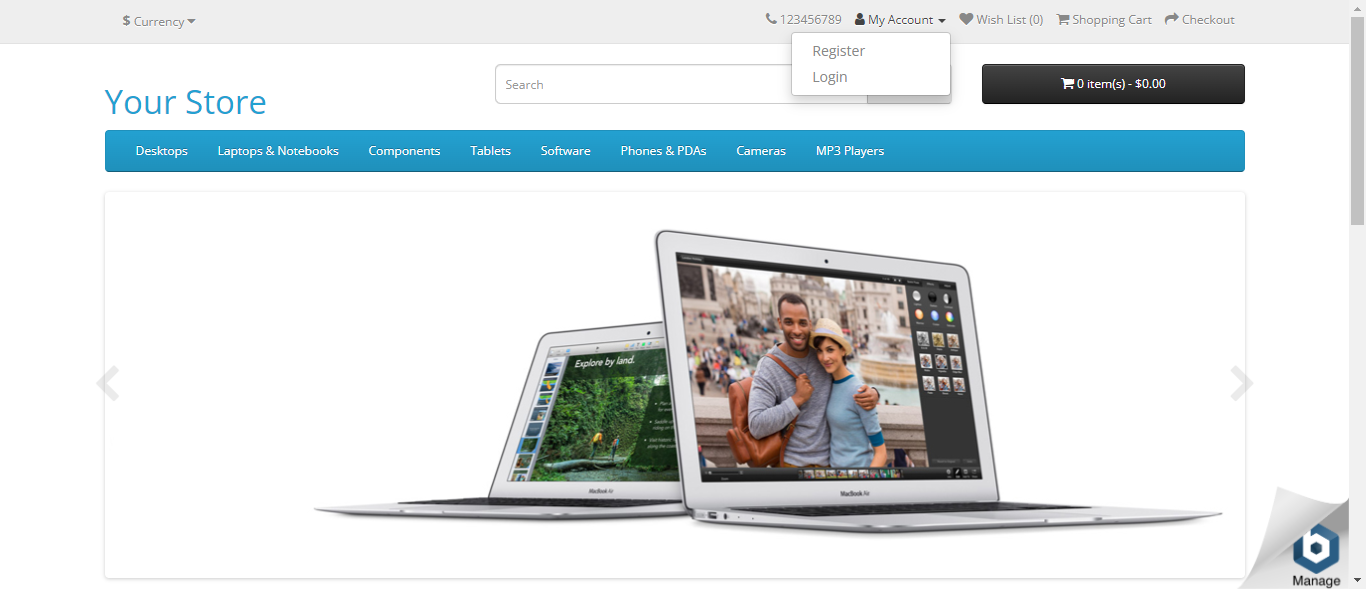 $ Currency
123456789 My Account Wish List (0) Shopping Cart Checkout
Register
Login
Search
0 item(s) - $0.00
Your Store
Desktops Laptops & Notebooks Components Tablets Software Phones & PDAs Cameras MP3 Players
Explore by land.
MacBook Air
MacBook Air
Manage